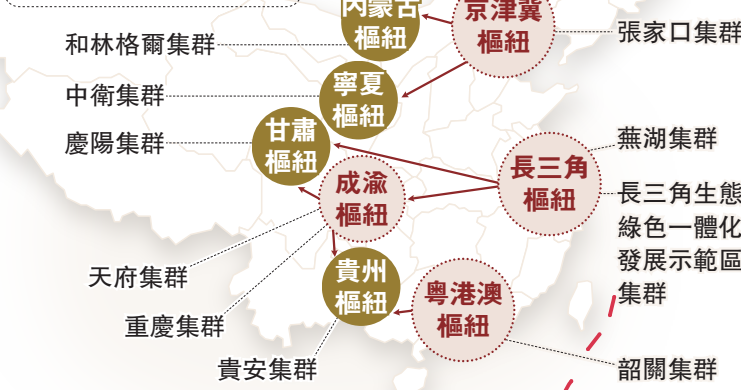 內蒙古
樞紐
京津冀
樞紐
和林格爾集群
張家口集群
寧夏
樞紐
中衛集群
甘肅
樞紐
慶陽集群
蕪湖集群
長三角
樞紐
成渝
樞紐
長三角生態
綠色一體化
發展示範區
集群
天府集群
貴州
樞紐
粵港澳
樞紐
重慶集群
貴安集群
韶關集群